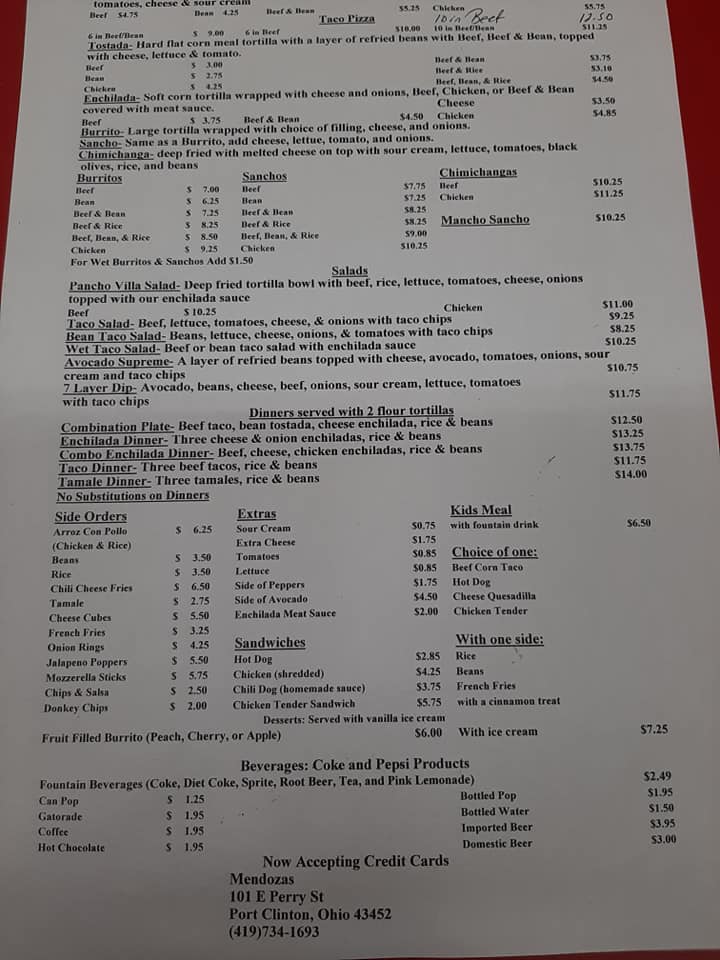 tomatoes, cheese & sour cream
Beef $4.75 Bean 4.25 Beef & Bean $5.25 Chicken $5.75
Taco Pizza 10 in Beef 12.50
6 in Beef/Bean $ 9.00 6 in Beef $10.00 10 in Beef/Bean $11.25
Tostada- Hard flat corn meal tortilla with a layer of refried beans with Beef, Beef & Bean, topped
with cheese, lettuce & tomato.
Beef $ 3.00 Beef & Bean $3.75
Bean $ 2.75 Beef & Rice $3.10
Chicken $ 4.25 Beef, Bean, & Rice $4.50
Enchilada- Soft corn tortilla wrapped with cheese and onions, Beef, Chicken, or Beef & Bean
covered with meat sauce. Cheese $3.50
Beef $ 3.75 Beef & Bean $4.50 Chicken $4.85
Burrito- Large tortilla wrapped with choice of filling, cheese, and onions.
Sancho- Same as a Burrito, add cheese, lettue, tomato, and onions.
Chimichanga- deep fried with melted cheese on top with sour cream, lettuce, tomatoes, black
olives, rice, and beans
Burritos Sanchos Chimichangas
Beef $ 7.00 Beef $7.75 Beef $10.25
Bean $ 6.25 Bean $7.25 Chicken $11.25
Beef & Bean $ 7.25 Beef & Bean $8.25
Beef & Rice $ 8.25 Beef & Rice $8.25 Mancho Sancho $10.25
Beef, Bean, & Rice $ 8.50 Beef, Bean, & Rice $9.00
Chicken $ 9.25 Chicken $10.25
For Wet Burritos & Sanchos Add $1.50
Salads
Pancho Villa Salad- Deep fried tortilla bowl with beef, rice, lettuce, tomatoes, cheese, onions
topped with our enchilada sauce
Beef $ 10.25 Chicken $11.00
Taco Salad- Beef, lettuce, tomatoes, cheese, & onions with taco chips $9.25
Bean Taco Salad- Beans, lettuce, cheese, onions, & tomatoes with taco chips $8.25
Wet Taco Salad- Beef or bean taco salad with enchilada sauce $10.25
Avocado Supreme- A layer of refried beans topped with cheese, avocado, tomatoes, onions, sour
cream and taco chips $10.75
7 Layer Dip- Avocado, beans, cheese, beef, onions, sour cream, lettuce, tomatoes
with taco chips $11.75
Dinners served with 2 flour tortillas
Combination Plate- Beef taco, bean tostada, cheese enchilada, rice & beans $12.50
Enchilada Dinner- Three cheese & onion enchiladas, rice & beans $13.25
Combo Enchilada Dinner- Beef, cheese, chicken enchiladas, rice & beans $13.75
Taco Dinner- Three beef tacos, rice & beans $11.75
Tamale Dinner- Three tamales, rice & beans $14.00
No Substitutions on Dinners
Side Orders Extras Kids Meal
Arroz Con Pollo $ 6.25 Sour Cream $0.75 with fountain drink $6.50
(Chicken & Rice) Extra Cheese $1.75
Beans $ 3.50 Tomatoes $0.85 Choice of one:
Rice $ 3.50 Lettuce $0.85 Beef Corn Taco
Chili Cheese Fries $ 6.50 Side of Peppers $1.75 Hot Dog
Tamale $ 2.75 Side of Avocado $4.50 Cheese Quesadilla
Cheese Cubes $ 5.50 Enchilada Meat Sauce $2.00 Chicken Tender
French Fries $ 3.25
Onion Rings $ 4.25 Sandwiches With one side:
Jalapeno Poppers $ 5.50 Hot Dog $2.85 Rice
Mozzerella Sticks $ 5.75 Chicken (shredded) $4.25 Beans
Chips & Salsa $ 2.50 Chili Dog (homemade sauce) $3.75 French Fries
Donkey Chips $ 2.00 Chicken Tender Sandwich $5.75 with a cinnamon treat
Desserts: Served with vanilla ice cream
Fruit Filled Burrito (Peach, Cherry, or Apple) $6.00 With ice cream $7.25
Beverages: Coke and Pepsi Products
Fountain Beverages (Coke, Diet Coke, Sprite, Root Beer, Tea, and Pink Lemonade) $2.49
Can Pop $ 1.25 Bottled Pop $1.95
Gatorade $ 1.95 Bottled Water $1.50
Coffee $ 1.95 Imported Beer $3.95
Hot Chocolate $ 1.95 Domestic Beer $3.00
Now Accepting Credit Cards
Mendozas
101 E Perry St
Port Clinton, Ohio 43452
(419)734-1693